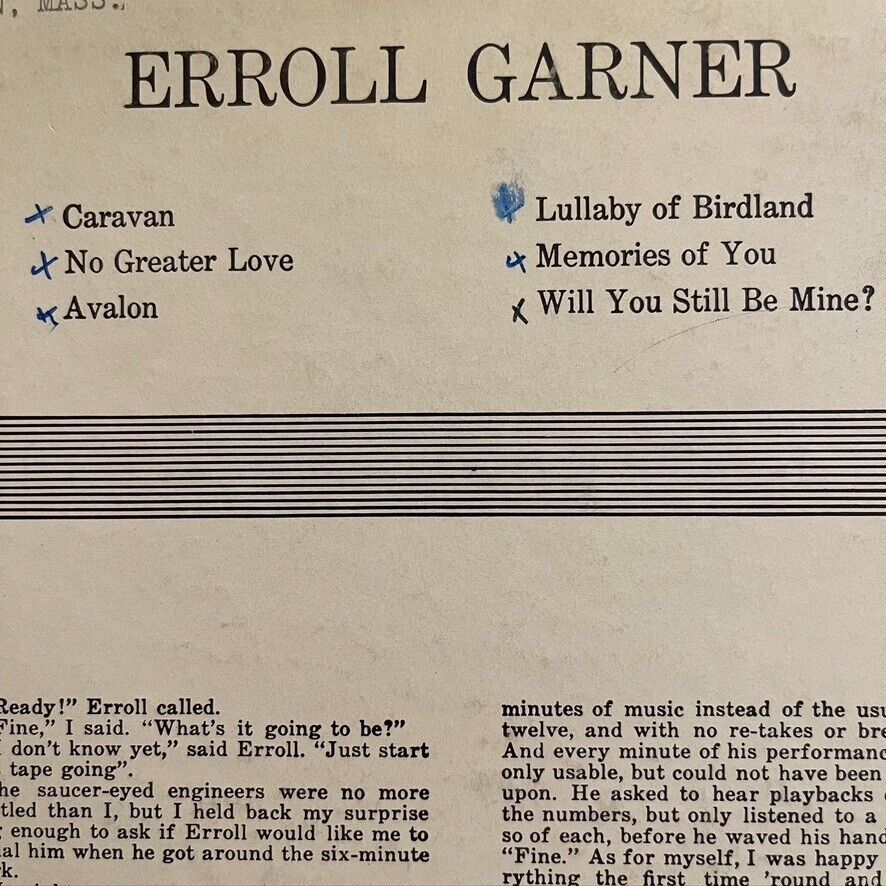 MASS.
ERROLL GARNER
Caravan
No Greater Love
Avalon
Lullaby of Birdland
Memories of You
Will You Still Be Mine?
Ready!” Erroll called.
Fine,” I said. “What's it going to be?”
don't know yet,” said Erroll. “Just start
tape going”.
he saucer-eyed engineers were no more
tled than I, but I held back my surprise
enough to ask if Erroll would like me to
al him when he got around the six-minute
k.
minutes of music instead of the usu
twelve, and with no re-takes or bre
And every minute of his performanc
only usable, but could not have been
upon. He asked to hear playbacks
the numbers, but only listened to a
so of each, before he waved his hand
“Fine.” As for myself, I was happy
rything the first time 'round and